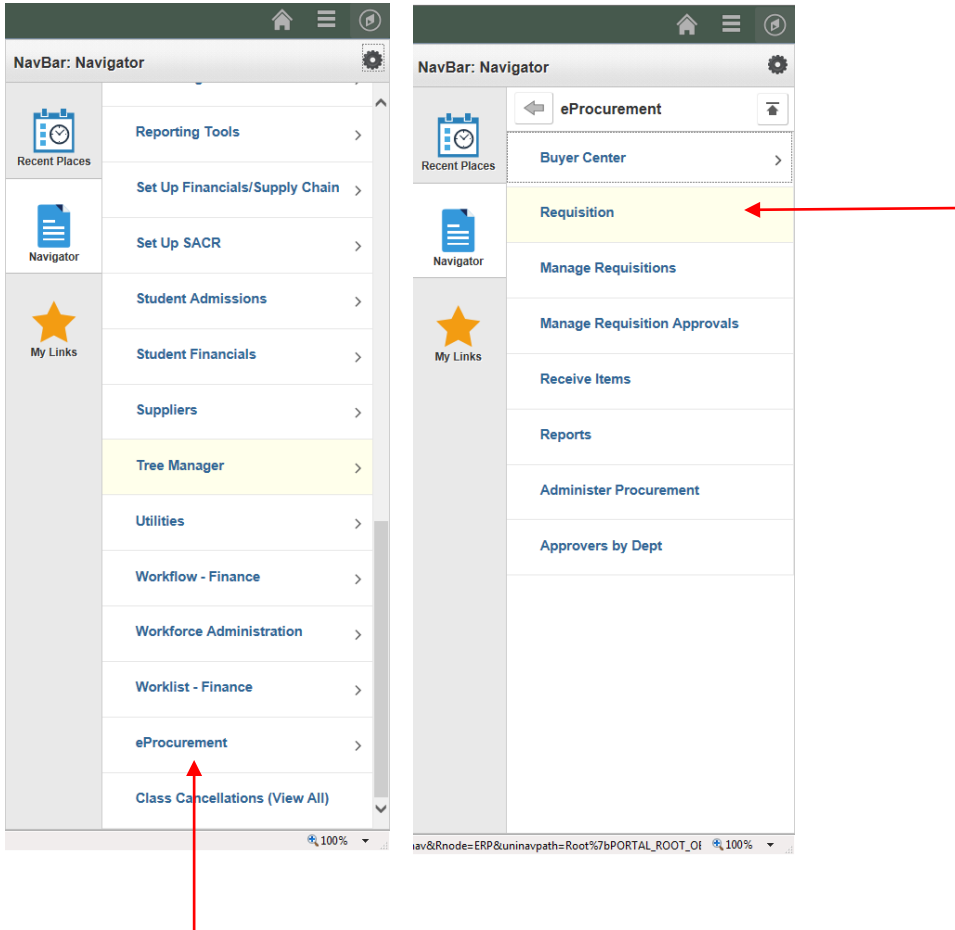 NavBar: Navigator
Recent Places
Navigator
My Links
Reporting Tools
Set Up Financials/Supply Chain
Set Up SACR
Student Admissions
Student Financials
Suppliers
Tree Manager
Utilities
Workflow - Finance
Workforce Administration
Worklist - Finance
eProcurement
Class Cancellations (View All)
100%
NavBar: Navigator
Recent Places
Navigator
My Links
eProcurement
Buyer Center
Requisition
Manage Requisitions
Manage Requisition Approvals
Receive Items
Reports
Administer Procurement
Approvers by Dept
av&Rnode=ERP&uninavpath=Root%7bPORTAL_ROOT_OE 100%